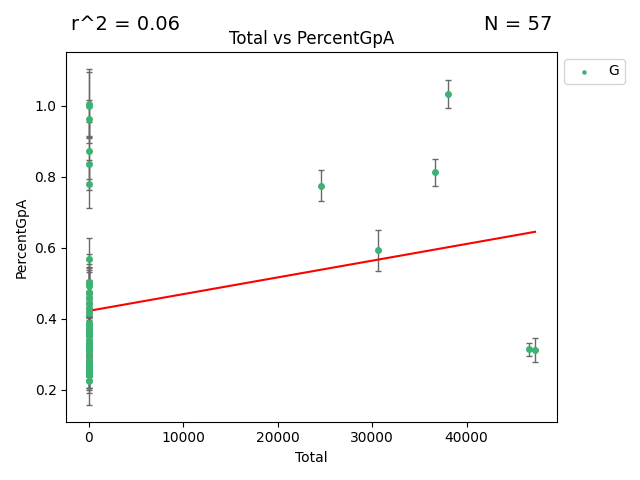 r^2 = 0.06
N = 57
Total vs PercentGpA
G
PercentGpA
1.0
0.8
0.6
0.4
0.2
0
10000
20000
30000
40000
Total